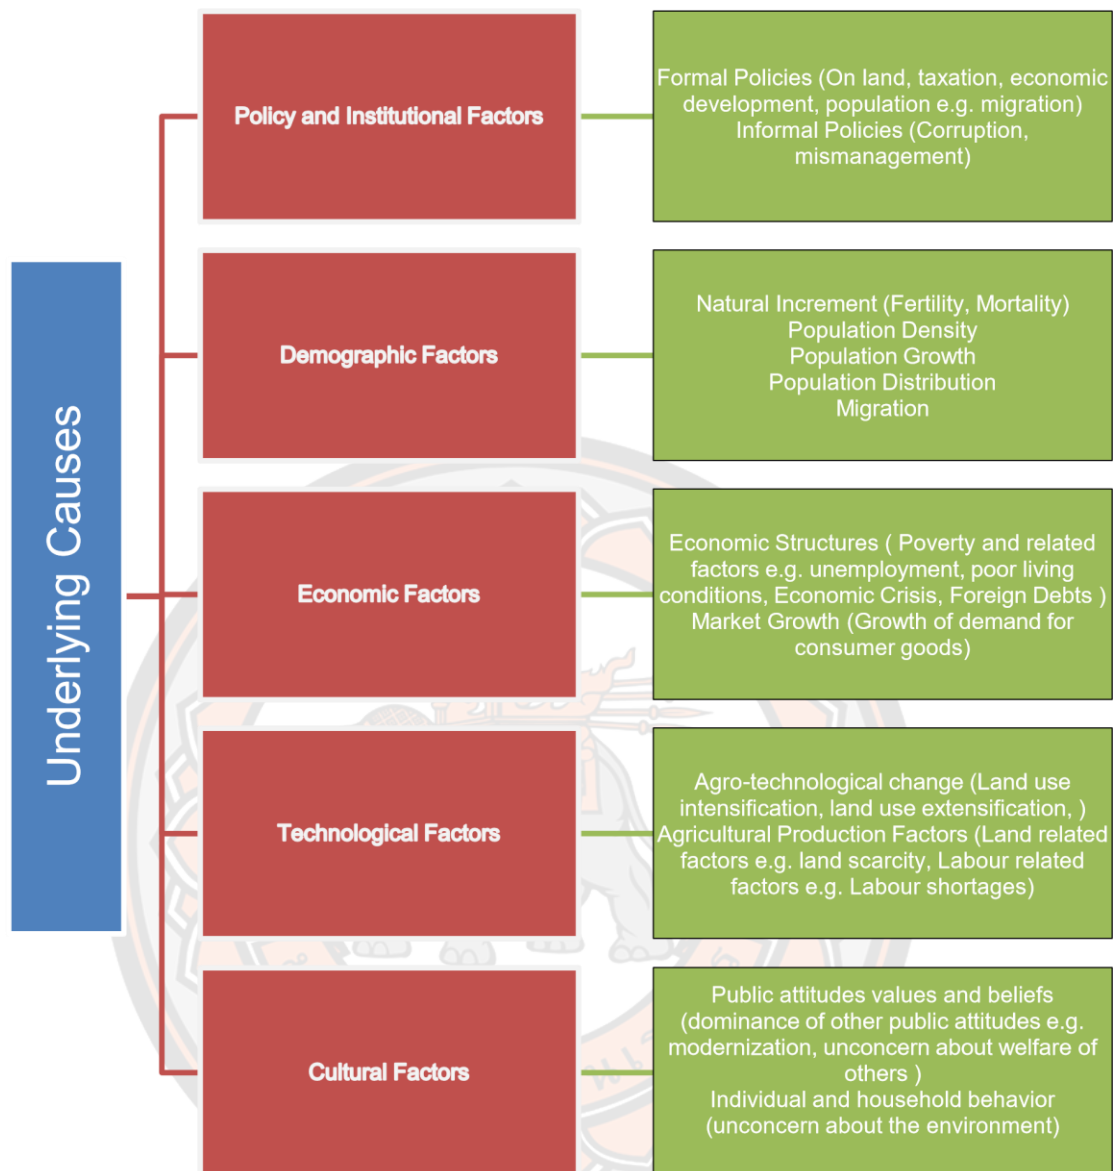 Underlying Causes
Policy and Institutional Factors
Formal Policies (On land, taxation, economic
development, population e.g. migration)
Informal Policies (Corruption,
mismanagement)
Demographic Factors
Natural Increment (Fertility, Mortality)
Population Density
Population Growth
Population Distribution
Migration
Economic Factors
Economic Structures ( Poverty and related
factors e.g. unemployment, poor living
conditions, Economic Crisis, Foreign Debts )
Market Growth (Growth of demand for
consumer goods)
Technological Factors
Agro-technological change (Land use
intensification, land use extensification, )
Agricultural Production Factors (Land related
factors e.g. land scarcity, Labour related
factors e.g. Labour shortages)
Cultural Factors
Public attitudes values and beliefs
(dominance of other public attitudes e.g.
modernization, unconcern about welfare of
others )
Individual and household behavior
(unconcern about the environment)